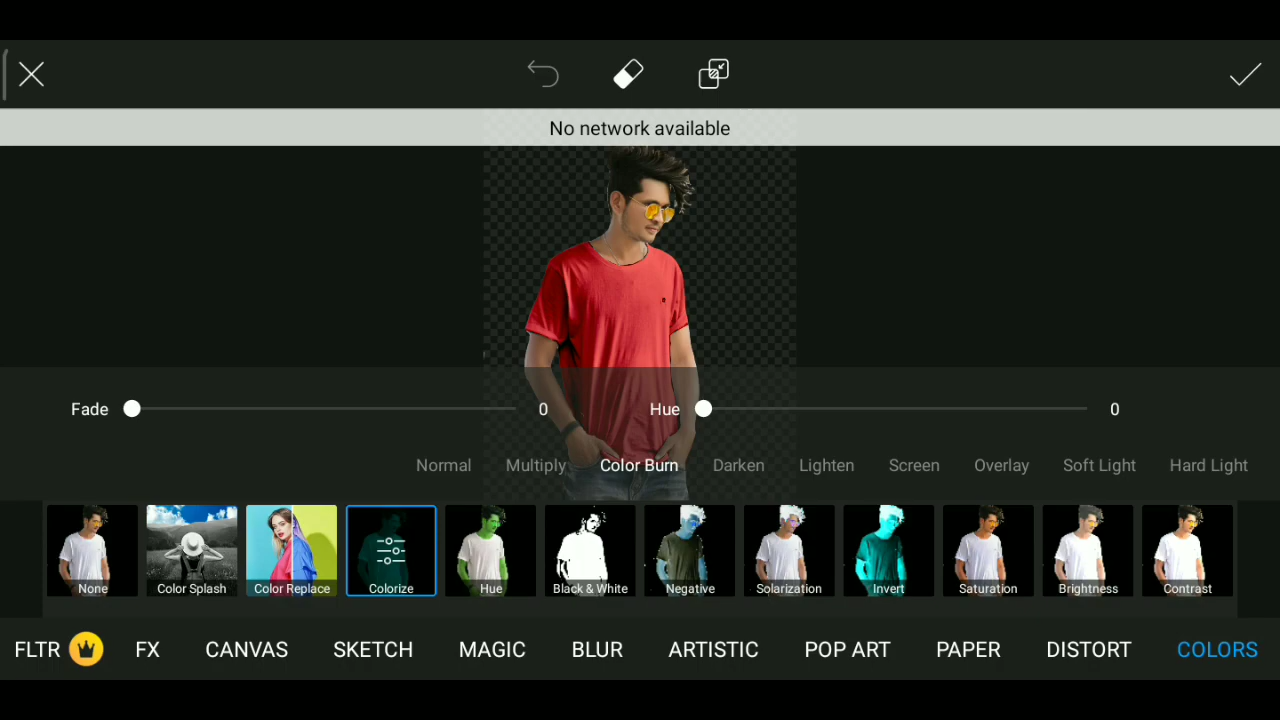 No network available
Fade 0 Hue 0
Normal Multiply Color Burn Darken Lighten Screen Overlay Soft Light Hard Light
None Color Splash Color Replace Colorize Hue Black & White Negative Solarization Invert Saturation Brightness Contrast
FLTR FX CANVAS SKETCH MAGIC BLUR ARTISTIC POP ART PAPER DISTORT COLORS